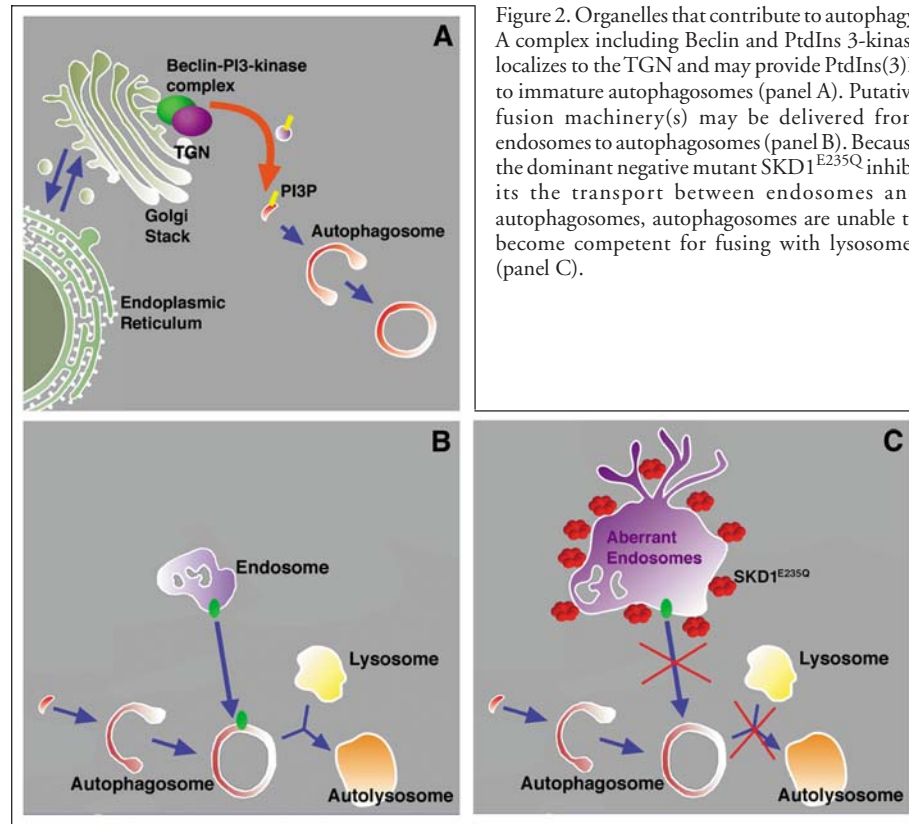 A
Beclin-PI3-kinase
complex
TGN
PI3P
Golgi
Stack
Autophagosome
Endoplasmic
Reticulum
Figure 2. Organelles that contribute to autophagy
A complex including Beclin and PtdIns 3-kinas
localizes to the TGN and may provide PtdIns(3)
to immature autophagosomes (panel A). Putativ
fusion machinery(s) may be delivered from
endosomes to autophagosomes (panel B). Becaus
the dominant negative mutant SKD1E235Q inhib
its the transport between endosomes an
autophagosomes, autophagosomes are unable t
become competent for fusing with lysosome
(panel C).
B
Endosome
Lysosome
Autophagosome
Autolysosome
C
Aberrant
Endosomes
SKD1E235Q
Lysosome
Autophagosome
Autolysosome